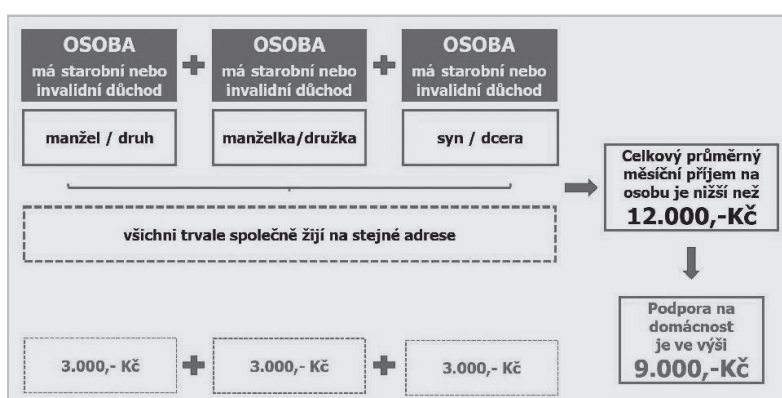 OSOBA
má starobní nebo
invalidní důchod
+
OSOBA
má starobní nebo
invalidní důchod
+
OSOBA
má starobní nebo
invalidní důchod
manžel / druh
manželka/družka
syn / dcera
všichni trvale společně žijí na stejné adrese
Celkový průměrný
měsíční příjem na
osobu je nižší než
12.000,-Kč
Podpora na
domácnost
je ve výši
9.000,-Kč
3.000,- Kč + 3.000,- Kč + 3.000,- Kč